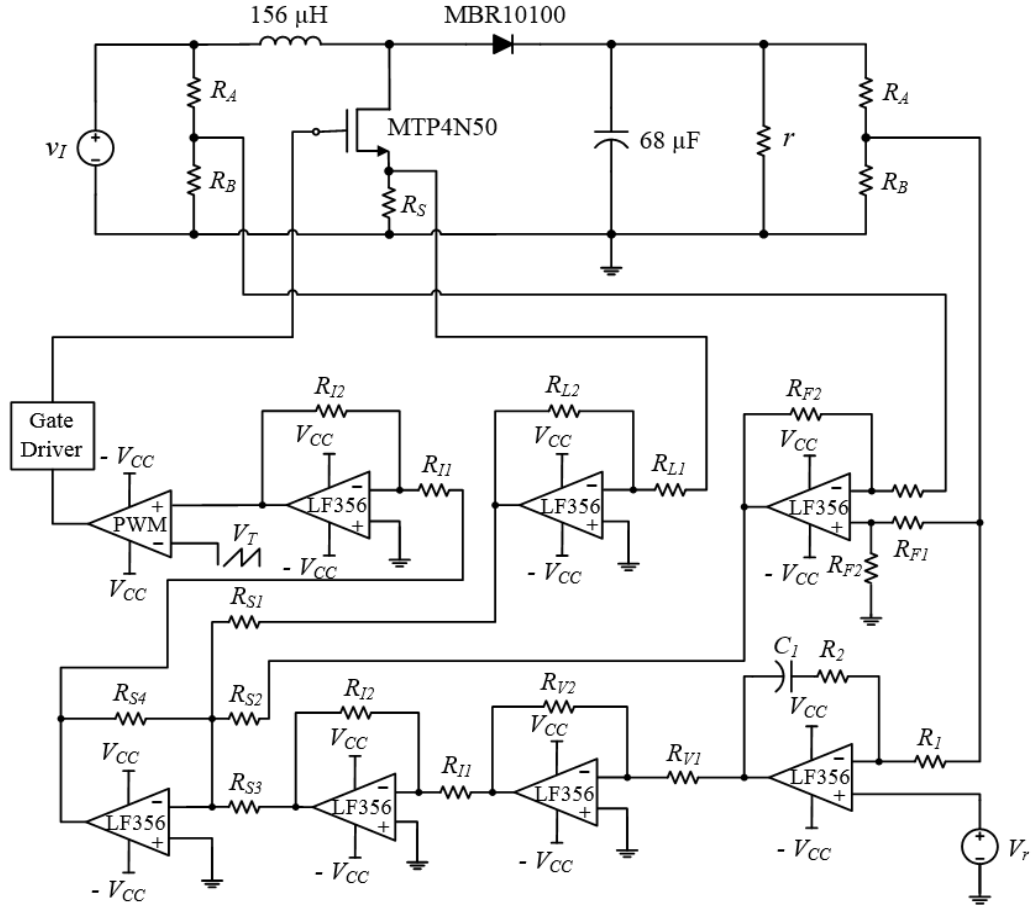 156 μH
MBR10100
R_A
MTP4N50
v_I
R_B
R_S
68 μF
r
R_A
R_B
Gate
Driver
- V_CC
PWM
V_CC
V_T
R_I2
V_CC
LF356
- V_CC
R_I1
R_L2
V_CC
LF356
- V_CC
R_L1
R_F2
V_CC
LF356
- V_CC
R_F1
R_F2
R_S1
R_S4
R_S2
R_S3
V_CC
LF356
- V_CC
R_I2
V_CC
LF356
- V_CC
R_I1
R_V2
V_CC
LF356
- V_CC
R_V1
C_1
R_2
V_CC
LF356
- V_CC
R_1
V_r